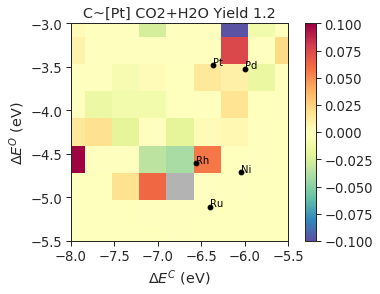 C~[Pt] CO2+H2O Yield 1.2
−3.0
−3.5
−4.0
−4.5
−5.0
−5.5
ΔE^O (eV)
Pt
Pd
Rh
Ni
Ru
−8.0 −7.5 −7.0 −6.5 −6.0 −5.5
ΔE^C (eV)
0.100
0.075
0.050
0.025
0.000
−0.025
−0.050
−0.075
−0.100